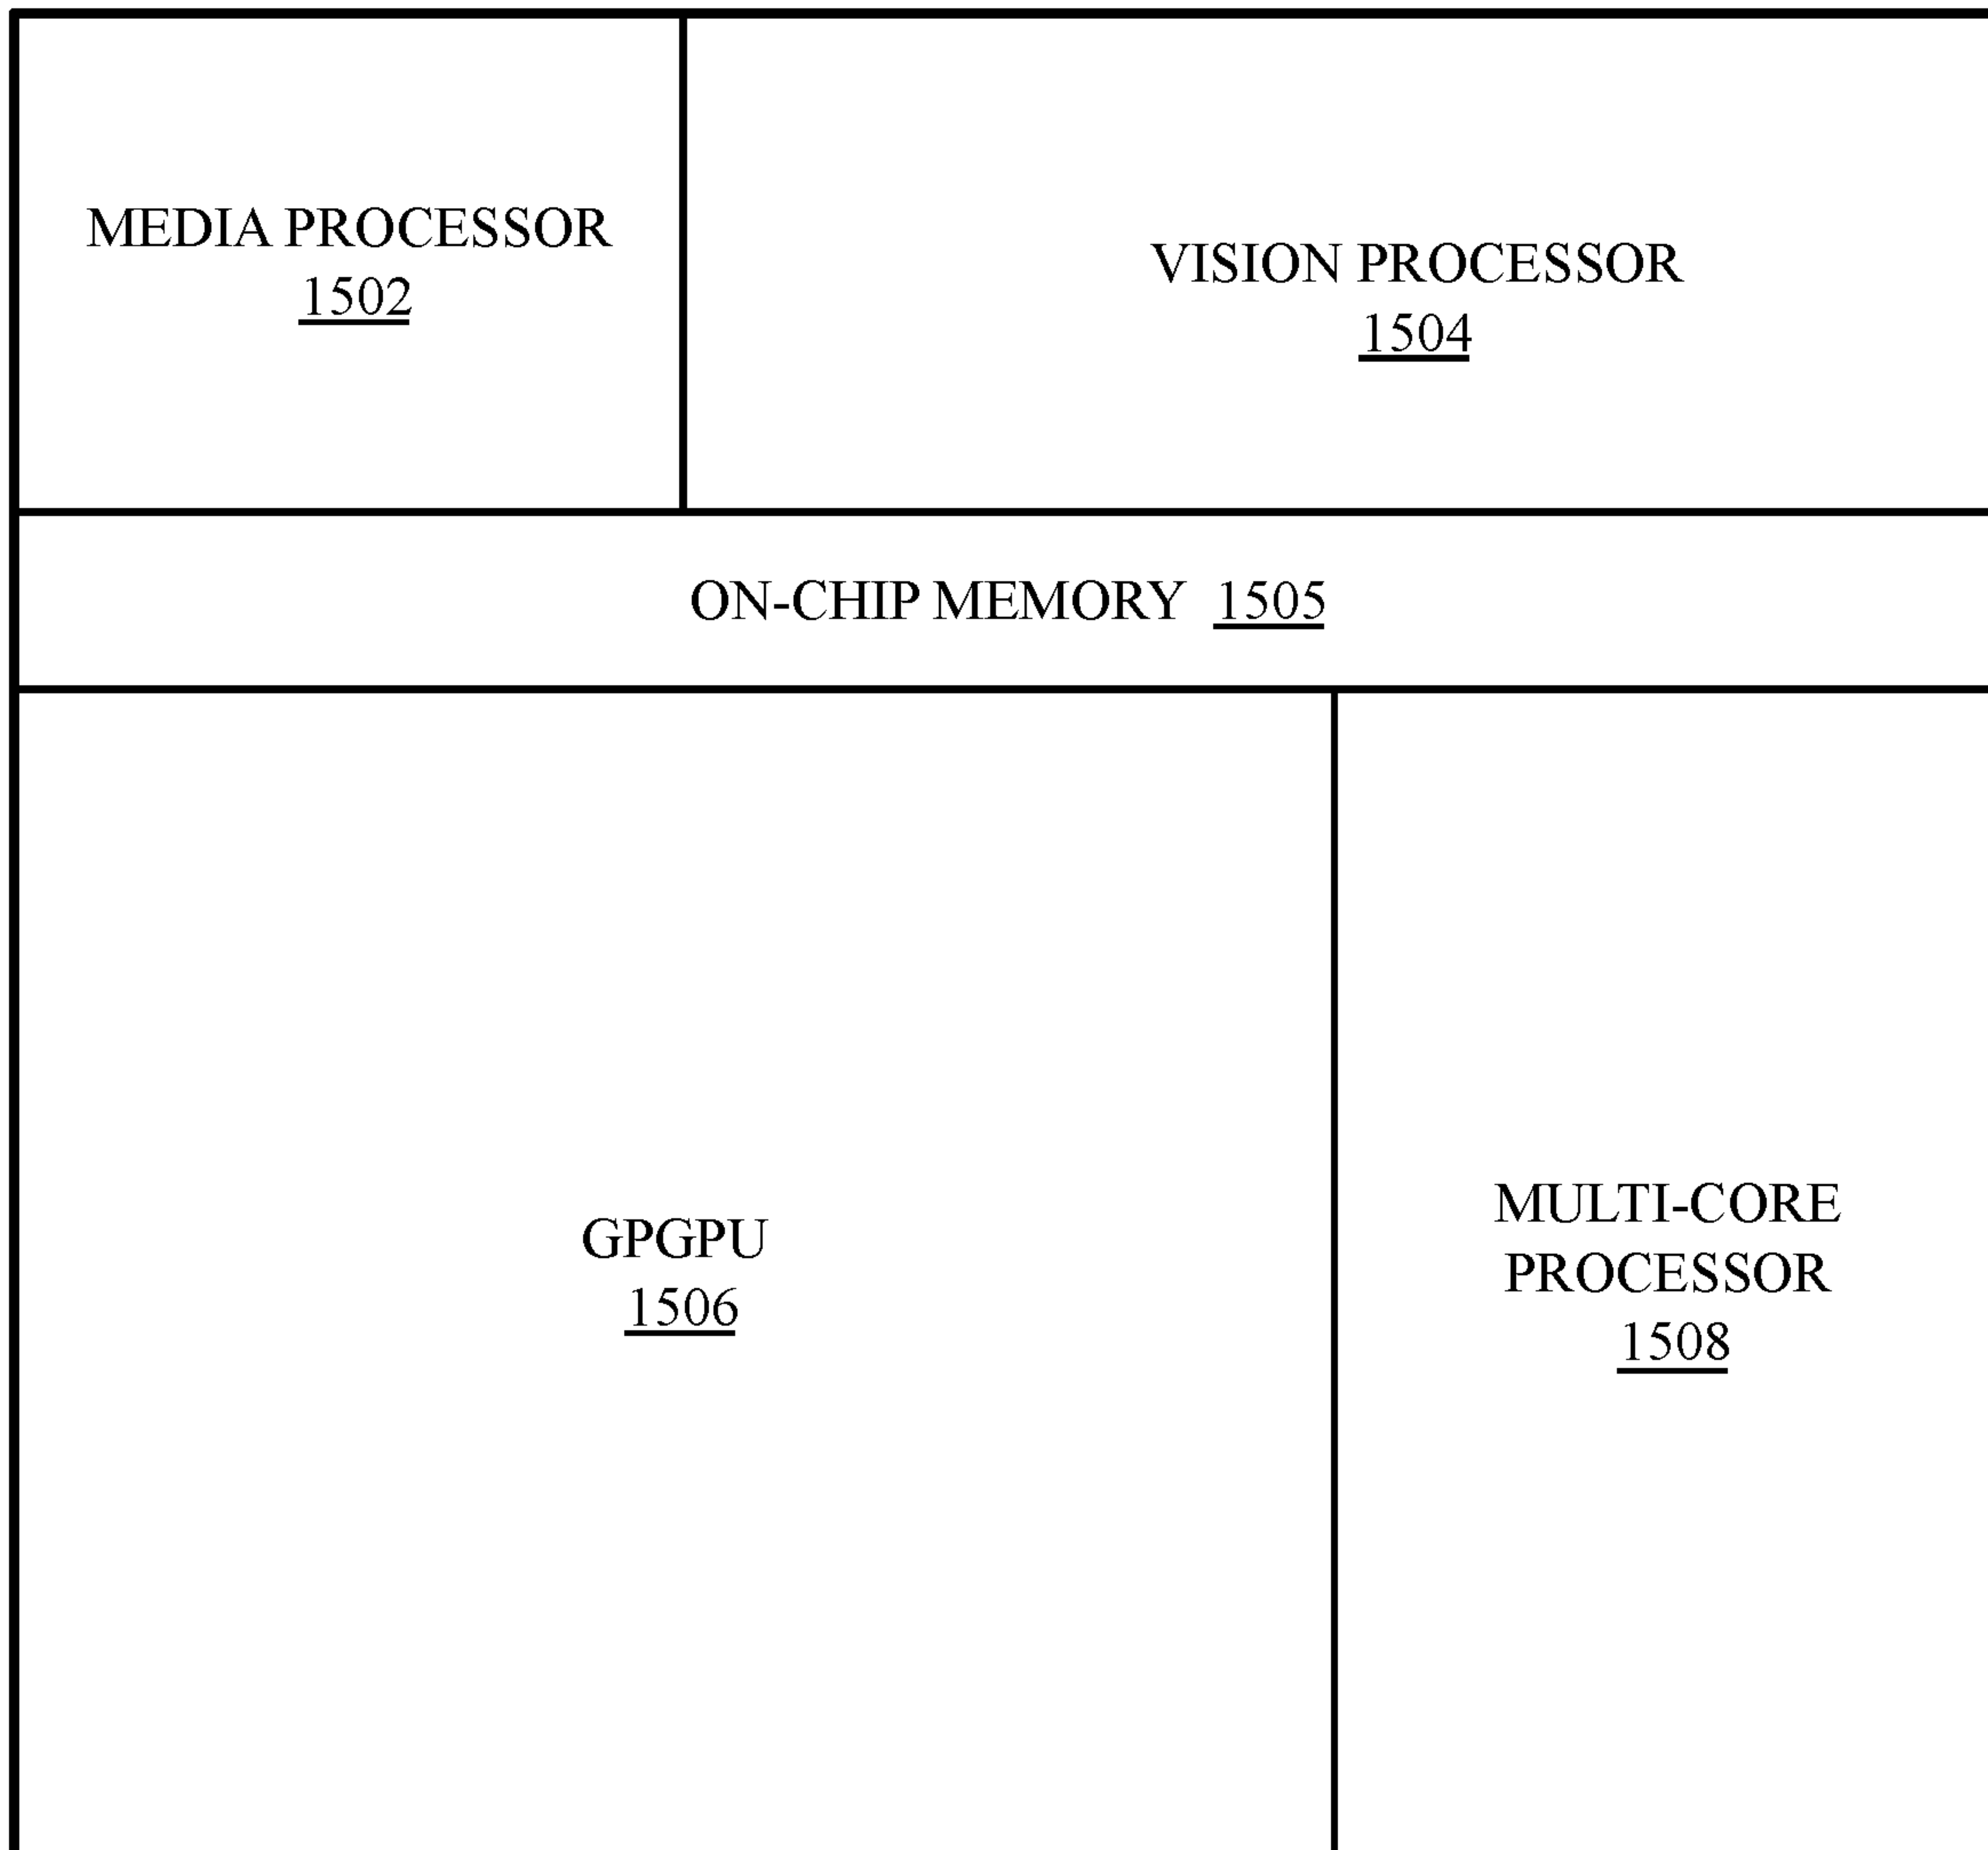 MEDIA PROCESSOR
1502
VISION PROCESSOR
1504
ON-CHIP MEMORY 1505
GPGPU
1506
MULTI-CORE
PROCESSOR
1508